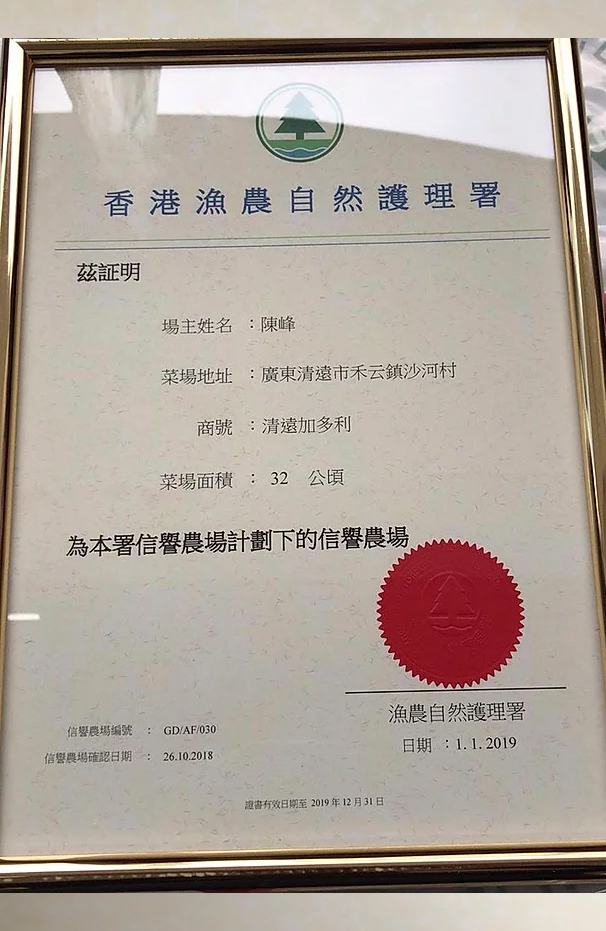 香港漁農自然護理署
茲証明
場主姓名 ：陳峰
菜場地址 ：廣東清遠市禾云鎮沙河村
商號 ：清遠加多利
菜場面積 ： 32 公頃
為本署信譽農場計劃下的信譽農場
漁農自然護理署
日期 ：1.1.2019
信譽農場編號 ： GD/AF/030
信譽農場確認日期 ： 26.10.2018
證書有效日期至 2019 年 12 月 31 日